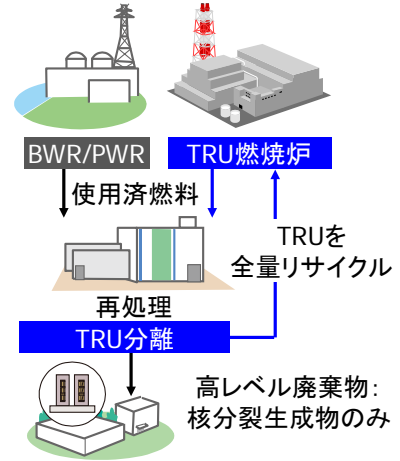 BWR/PWR
TRU燃焼炉
使用済燃料
TRUを
全量リサイクル
再処理
TRU分離
高レベル廃棄物:
核分裂生成物のみ